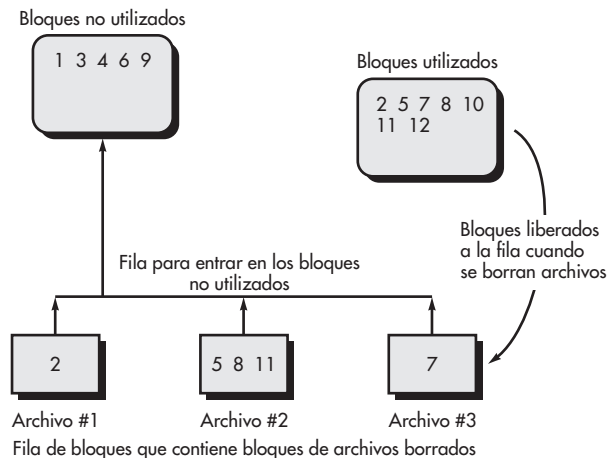 Bloques no utilizados
1 3 4 6 9
Bloques utilizados
2 5 7 8 10
11 12
Bloques liberados
a la fila cuando
se borran archivos
Fila para entrar en los bloques
no utilizados
2
5 8 11
7
Archivo #1
Archivo #2
Archivo #3
Fila de bloques que contiene bloques de archivos borrados